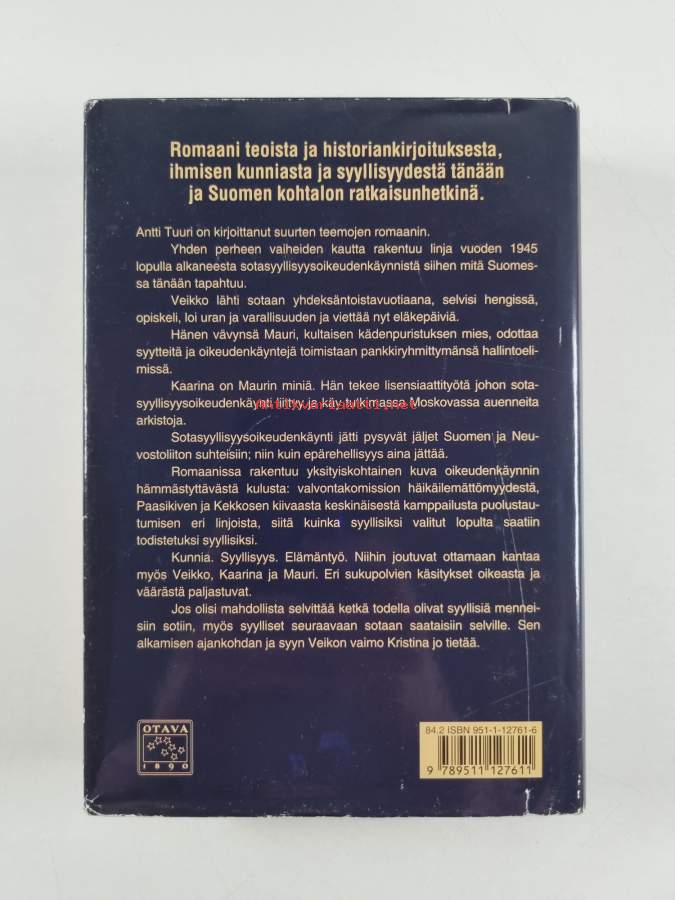 Romaani teoista ja historiankirjoituksesta,
ihmisen kunniasta ja syyllisyydestä tänään
ja Suomen kohtalon ratkaisunhetkinä.
Antti Tuuri on kirjoittanut suurten teemojen romaanin.
Yhden perheen vaiheiden kautta rakentuu linja vuoden 1945
lopulla alkaneesta sotasyyllisyysoikeudenkäynnistä siihen mitä Suomes-
sa tänään tapahtuu.
Veikko lähti sotaan yhdeksäntoistavuotiaana, selvisi hengissä,
opiskeli, loi uran ja varallisuuden ja viettää nyt eläkepäiviä.
Hänen vävynsä Mauri, kultaisen kädenpuristuksen mies, odottaa
syytteitä ja oikeudenkäyntejä toimistaan pankkiryhmittymänsä hallintoeli-
missä.
Kaarina on Maurin miniä. Hän tekee lisensiaattityötä johon sota-
syyllisyysoikeudenkäynti liittyy ja käy tutkimassa Moskovassa auenneita
arkistoja.
Antikvariaatti.net
Sotasyyllisyysoikeudenkäynti jätti pysyvät jäljet Suomen ja Neu-
vostoliiton suhteisiin; niin kuin epärehellisyys aina jättää.
Romaanissa rakentuu yksityiskohtainen kuva oikeudenkäynnin
hämmästyttävästä kulusta: valvontakomission häikäilemättömyydestä,
Paasikiven ja Kekkosen kiivaasta keskinäisestä kamppailusta puolustau-
tumisen eri linjoista, siitä kuinka syyllisiksi valitut lopulta saatiin
todistetuksi syyllisiksi.
Kunnia. Syyllisyys. Elämäntyö. Niihin joutuvat ottamaan kantaa
myös Veikko, Kaarina ja Mauri. Eri sukupolvien käsitykset oikeasta ja
väärästä paljastuvat.
Jos olisi mahdollista selvittää ketkä todella olivat syyllisiä mennei-
siin sotiin, myös syylliset seuraavaan sotaan saataisiin selville. Sen
alkamisen ajankohdan ja syyn Veikon vaimo Kristina jo tietää.
OTAVA
1890
84.2 ISBN 951-1-12761-6
9 789511 127611